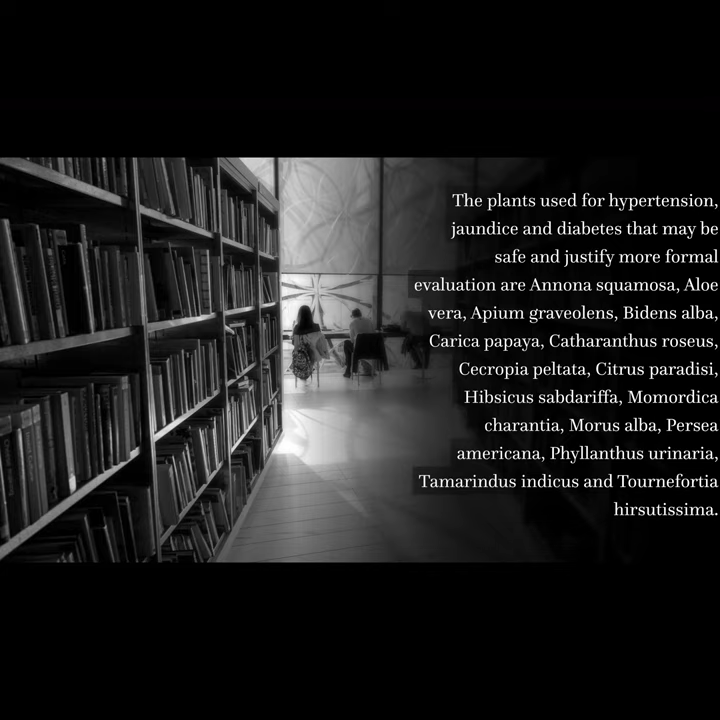 The plants used for hypertension,
jaundice and diabetes that may be
safe and justify more formal
evaluation are Annona squamosa, Aloe
vera, Apium graveolens, Bidens alba,
Carica papaya, Catharanthus roseus,
Cecropia peltata, Citrus paradisi,
Hibsicus sabdariffa, Momordica
charantia, Morus alba, Persea
americana, Phyllanthus urinaria,
Tamarindus indicus and Tournefortia
hirsutissima.